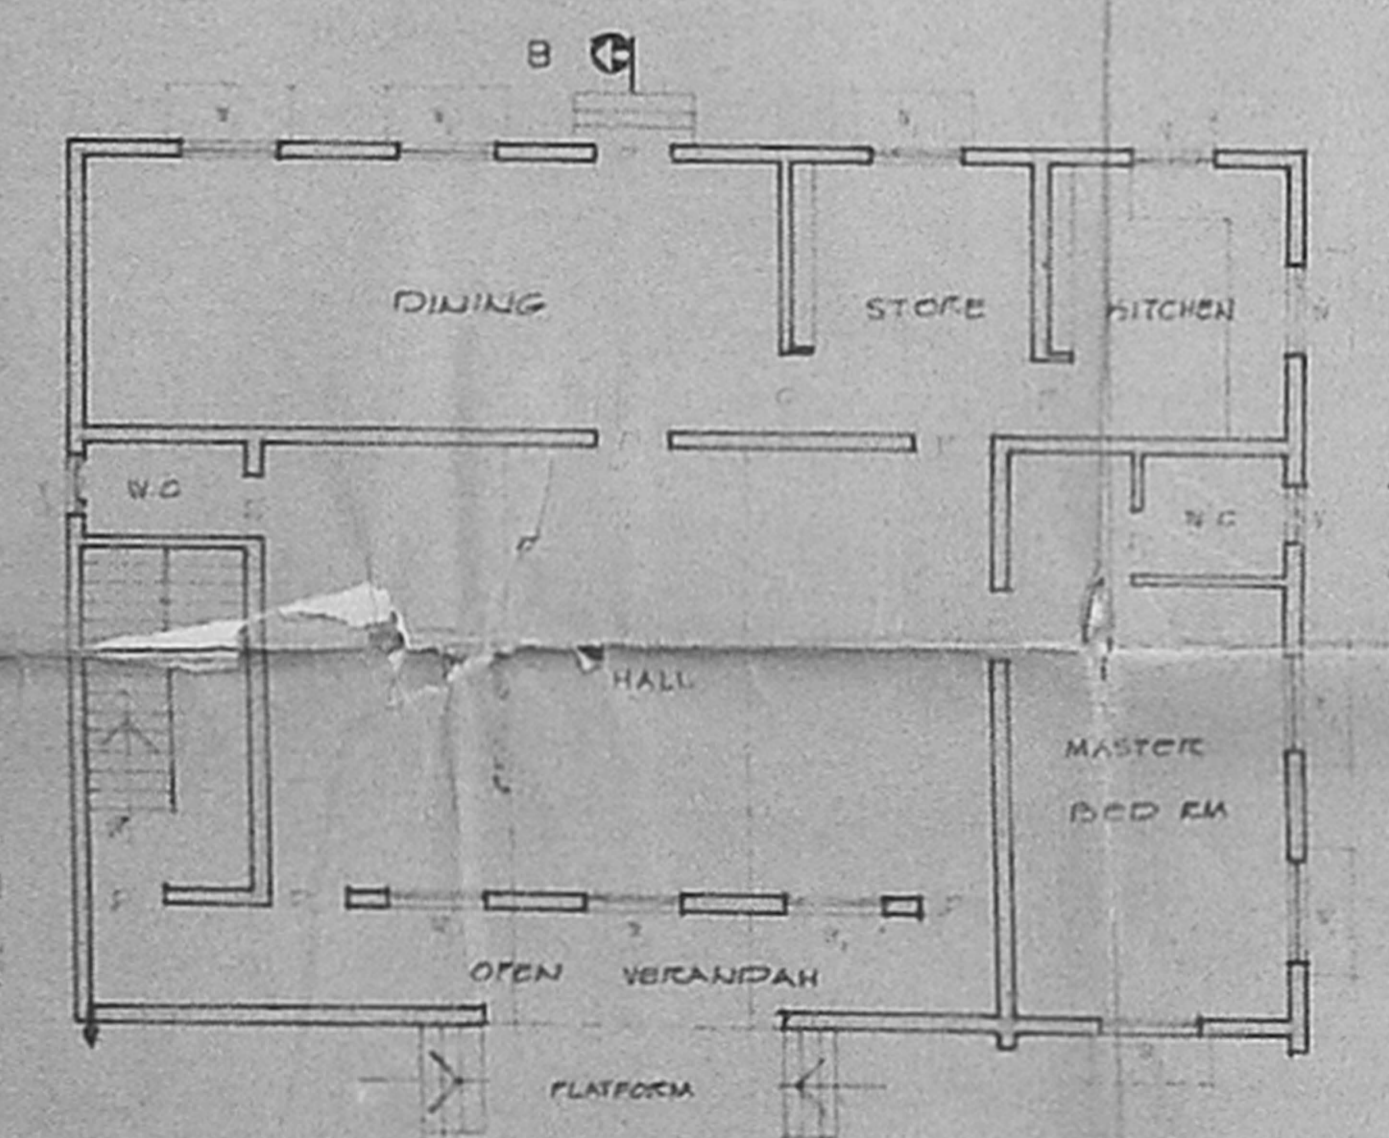 B
DINING
STORE
KITCHEN
W.C
W.C
HALL
MASTER
BED RM
OPEN VERANDAH
PLATFORM